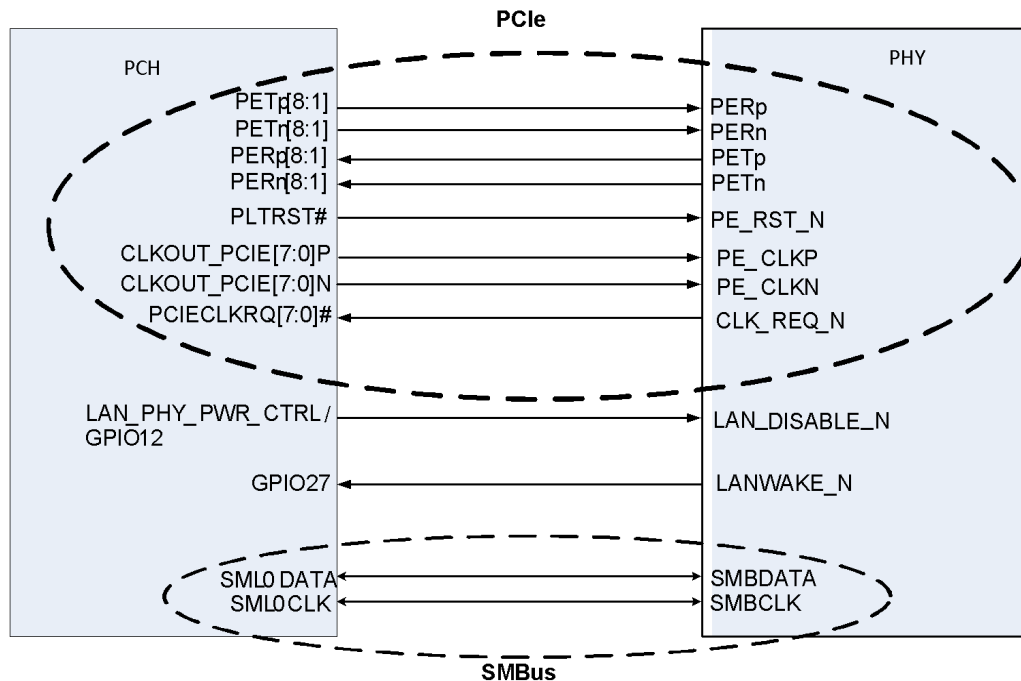 PCIe
PCH
PHY
PETp[8:1]
PERp
PETn[8:1]
PERn
PERp[8:1]
PETp
PERn[8:1]
PETn
PLTRST#
PE_RST_N
CLKOUT_PCIE[7:0]P
PE_CLKP
CLKOUT_PCIE[7:0]N
PE_CLKN
PCIECLKRQ[7:0]#
CLK_REQ_N
LAN_PHY_PWR_CTRL/
GPIO12
LAN_DISABLE_N
GPIO27
LANWAKE_N
SML0DATA
SMBDATA
SML0CLK
SMBCLK
SMBus